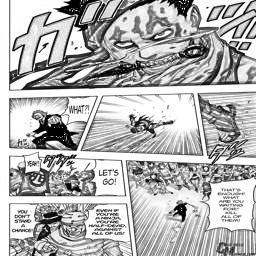 WHAT?!
YEAH!
LET'S
GO!
THAT'S
ENOUGH!
WHAT
ARE YOU
WAITING
FOR?
KILL
ALL OF
THEM!
YOU
DON'T
STAND
A
CHANCE!
EVEN IF
YOU'RE
A NINJA,
YOU'RE
HALF-DEAD,
AGAINST
ALL OF US!